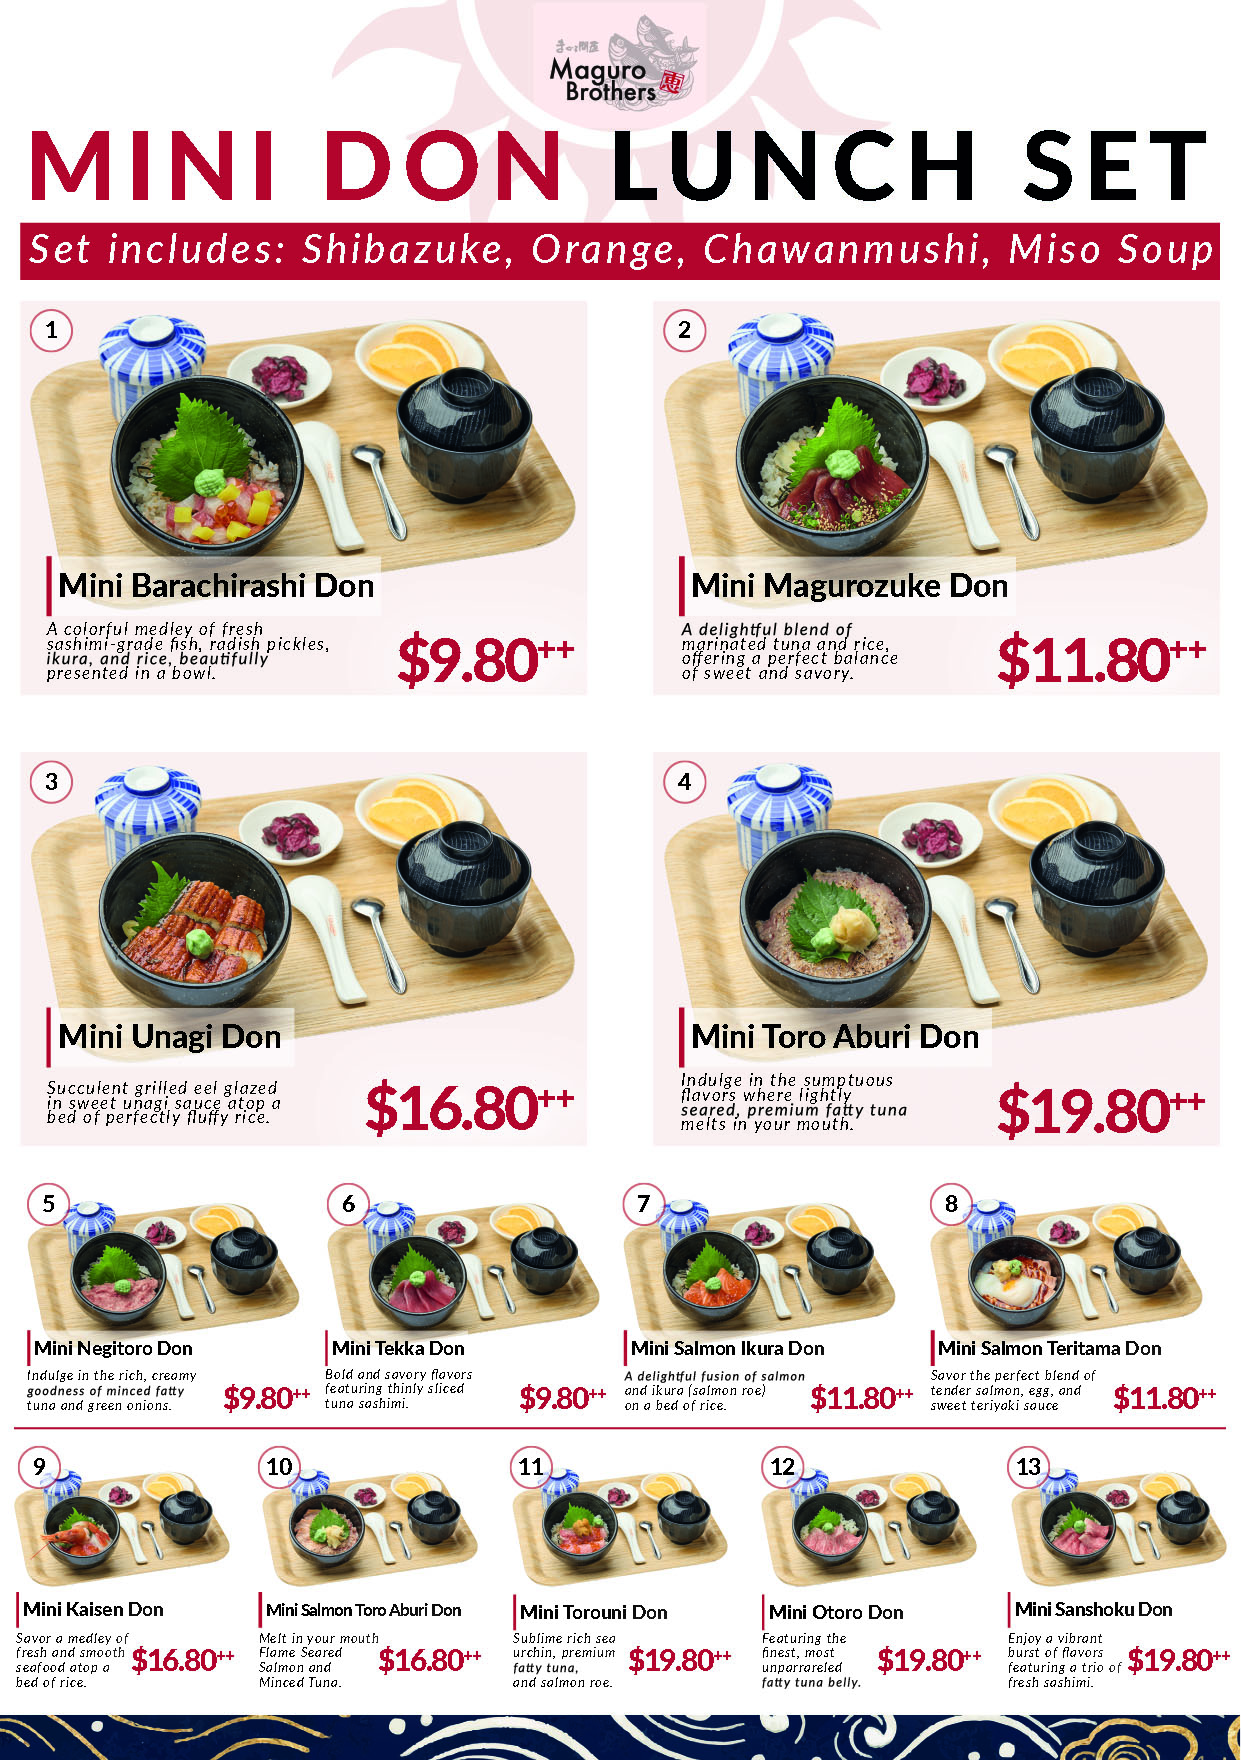 まぐろ問屋
Maguro
Brothers
恵
MINI DON LUNCH SET
Set includes: Shibazuke, Orange, Chawanmushi, Miso Soup
1
Mini Barachirashi Don
A colorful medley of fresh
sashimi-grade fish, radish pickles,
ikura, and rice, beautifully
presented in a bowl.
$9.80++
2
Mini Magurozuke Don
A delightful blend of
marinated tuna and rice,
offering a perfect balance
of sweet and savory.
$11.80++
3
Mini Unagi Don
Succulent grilled eel glazed
in sweet unagi sauce atop a
bed of perfectly fluffy rice.
$16.80++
4
Mini Toro Aburi Don
Indulge in the sumptuous
flavors where lightly
seared, premium fatty tuna
melts in your mouth.
$19.80++
5
Mini Negitoro Don
Indulge in the rich, creamy
goodness of minced fatty
tuna and green onions.
$9.80++
6
Mini Tekka Don
Bold and savory flavors
featuring thinly sliced
tuna sashimi.
$9.80++
7
Mini Salmon Ikura Don
A delightful fusion of salmon
and ikura (salmon roe)
on a bed of rice.
$11.80++
8
Mini Salmon Teritama Don
Savor the perfect blend of
tender salmon, egg, and
sweet teriyaki sauce
$11.80++
9
Mini Kaisen Don
Savor a medley of
fresh and smooth
seafood atop a
bed of rice.
$16.80++
10
Mini Salmon Toro Aburi Don
Melt in your mouth
Flame Seared
Salmon and
Minced Tuna.
$16.80++
11
Mini Torouni Don
Sublime rich sea
urchin, premium
fatty tuna,
and salmon roe.
$19.80++
12
Mini Otoro Don
Featuring the
finest, most
unparrareled
fatty tuna belly.
$19.80++
13
Mini Sanshoku Don
Enjoy a vibrant
burst of flavors
featuring a trio of
fresh sashimi.
$19.80++